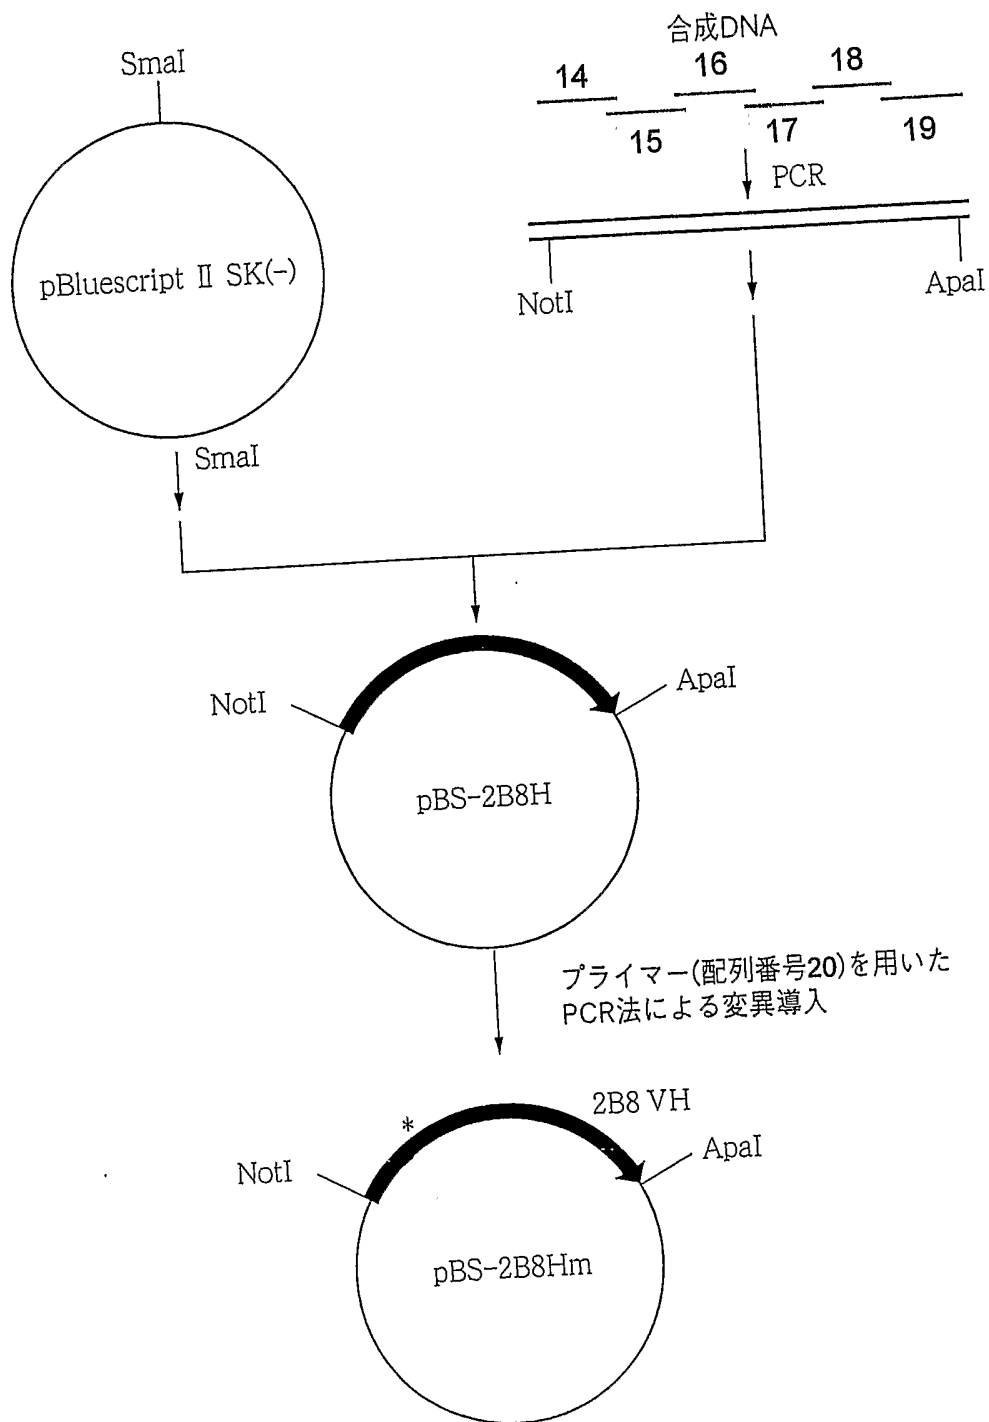 SmaI
pBluescript Ⅱ SK(-)
SmaI
合成DNA
14
15
16
17
18
19
PCR
NotI
ApaI
NotI
ApaI
pBS-2B8H
プライマー(配列番号20)を用いた
PCR法による変異導入
*
2B8 VH
NotI
ApaI
pBS-2B8Hm